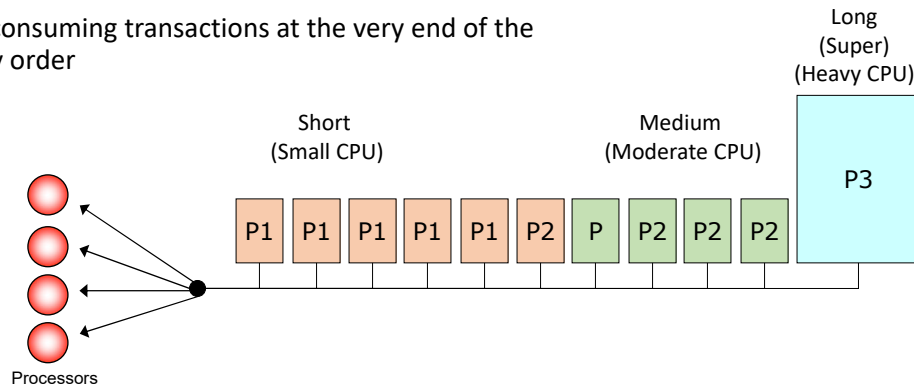 consuming transactions at the very end of the
order
Long
(Super)
(Heavy CPU)
Short
(Small CPU)
Medium
(Moderate CPU)
P1 P1 P1 P1 P1 P2 P P2 P2 P2 P3
Processors